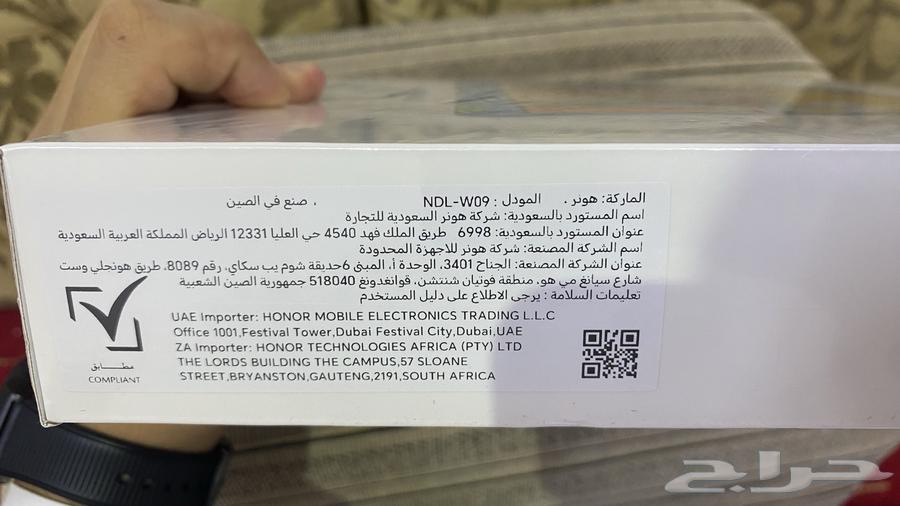 الماركة: هونر . المودل : NDL-W09 ، صنع في الصين
اسم المستورد بالسعودية: شركة هونر السعودية للتجارة
عنوان المستورد بالسعودية: 6998 طريق الملك فهد 4540 حي العليا 12331 الرياض المملكة العربية السعودية
اسم الشركة المصنعة: شركة هونر للاجهزة المحدودة
عنوان الشركة المصنعة: الجناح 3401، الوحدة أ، المبنى 6حديقة شوم يب سكاي، رقم 8089، طريق هونجلي وست
شارع سيانغ مي هو، منطقة فوتيان شنتشن، قوانغدونغ 518040 جمهورية الصين الشعبية
تعليمات السلامة : يرجى الاطلاع على دليل المستخدم
UAE Importer: HONOR MOBILE ELECTRONICS TRADING L.L.C
Office 1001,Festival Tower,Dubai Festival City,Dubai,UAE
ZA Importer: HONOR TECHNOLOGIES AFRICA (PTY) LTD
THE LORDS BUILDING THE CAMPUS,57 SLOANE
STREET,BRYANSTON,GAUTENG,2191,SOUTH AFRICA
مطابق
COMPLIANT
حراج